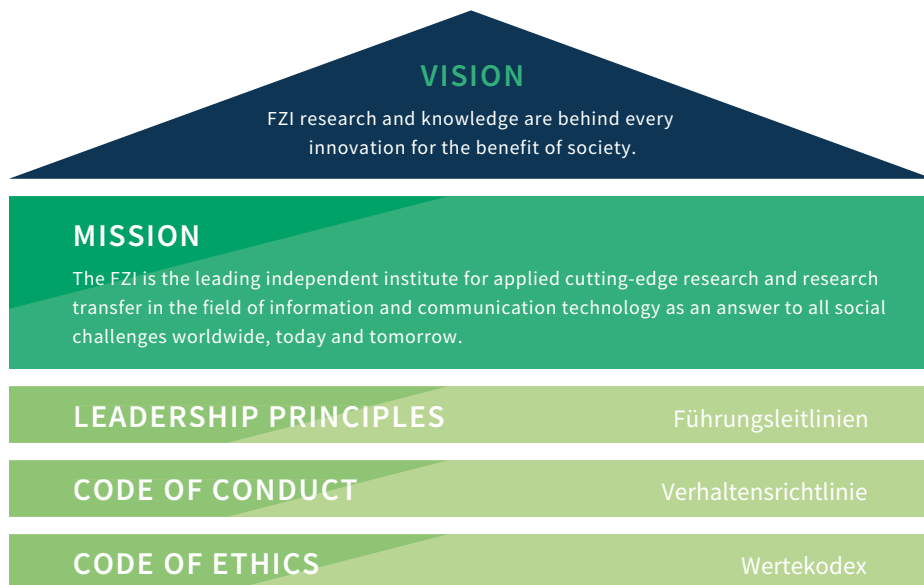 VISION
FZI research and knowledge are behind every
innovation for the benefit of society.
MISSION
The FZI is the leading independent institute for applied cutting-edge research and research
transfer in the field of information and communication technology as an answer to all social
challenges worldwide, today and tomorrow.
LEADERSHIP PRINCIPLES Führungsleitlinien
CODE OF CONDUCT Verhaltensrichtlinie
CODE OF ETHICS Wertekodex